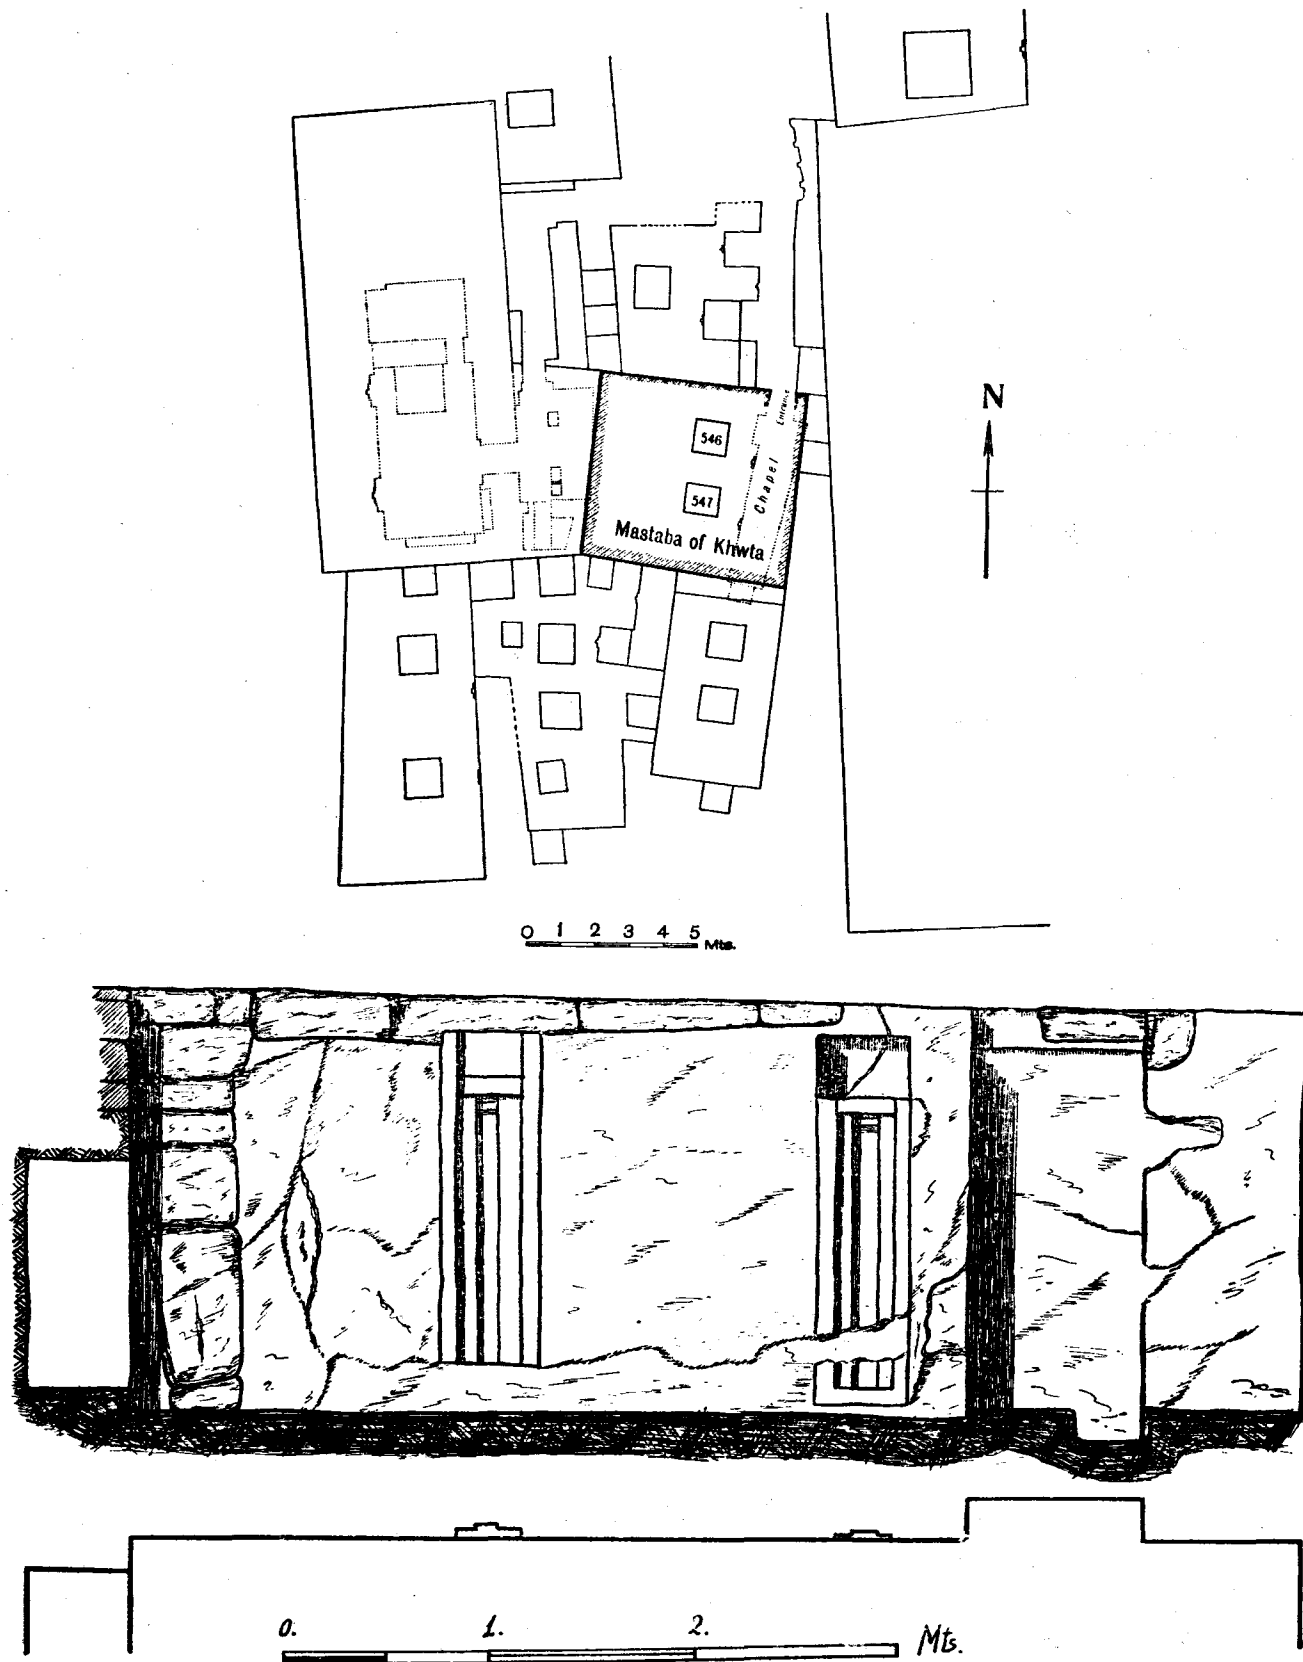 N
546
Entrance
Chapel
547
Mastaba of Khwta
0 1 2 3 4 5 Mts.
0. 1. 2. Mts.